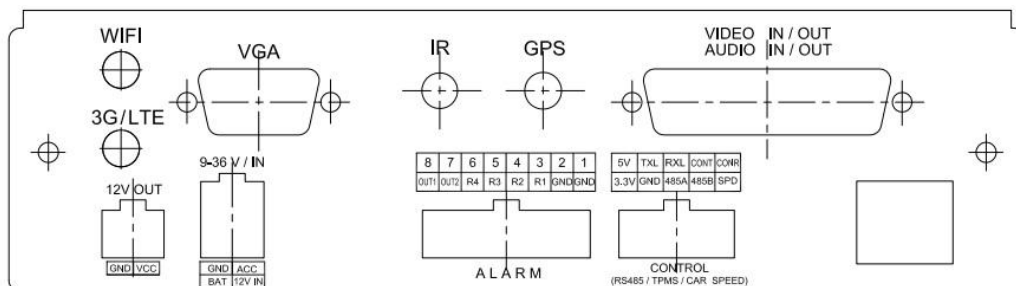 WIFI
VGA
IR
GPS
VIDEO IN / OUT
AUDIO IN / OUT
3G/LTE
9-36 V / IN
12V OUT
8 7 6 5 4 3 2 1
OUT1 OUT2 R4 R3 R2 R1 GND GND
5V TXL RXL CONT CONR
3.3V GND 485A 485B SPD
GND VCC
GND ACC
BAT 12V IN
ALARM
CONTROL
(RS485 / TPMS / CAR SPEED)